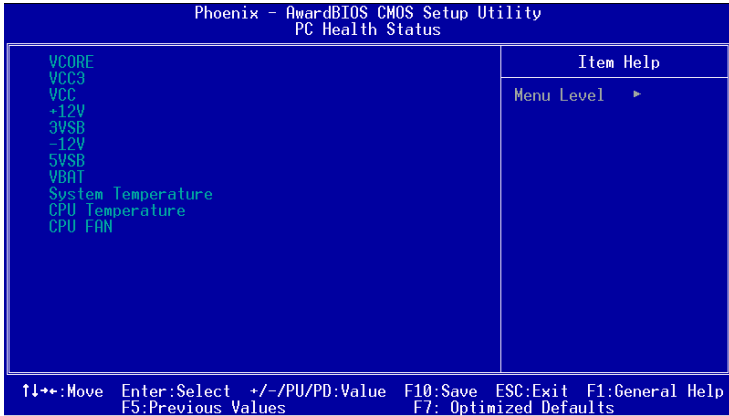 Phoenix - AwardBIOS CMOS Setup Utility
PC Health Status
VCORE
VCC3
VCC
+12V
3VSB
-12V
5VSB
VBAT
System Temperature
CPU Temperature
CPU FAN
Item Help
Menu Level ►
↑↓→←:Move Enter:Select +/-/PU/PD:Value F10:Save ESC:Exit F1:General Help
F5:Previous Values F7: Optimized Defaults